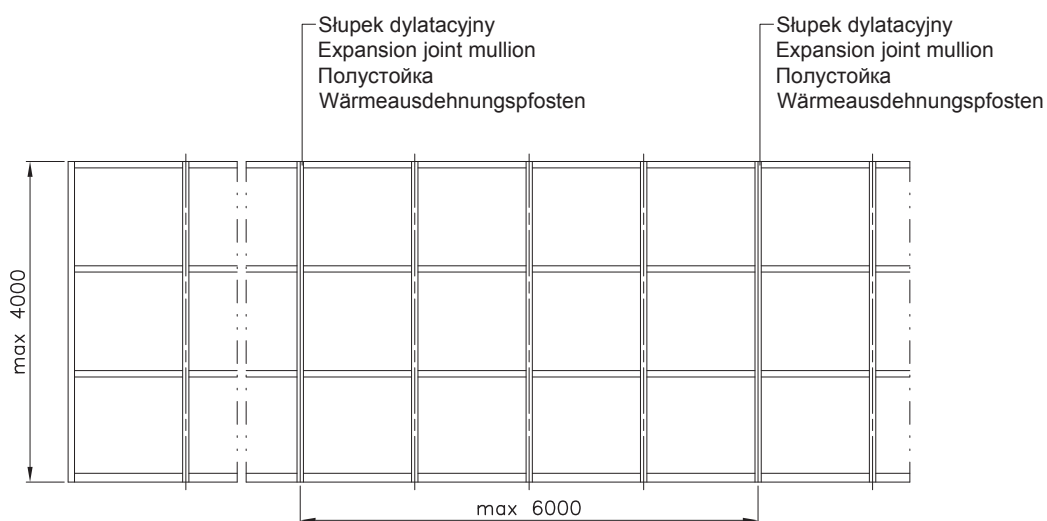 Słupek dylatacyjny
Expansion joint mullion
Полустойка
Wärmeausdehnungspfosten
Słupek dylatacyjny
Expansion joint mullion
Полустойка
Wärmeausdehnungspfosten
max 4000
max 6000